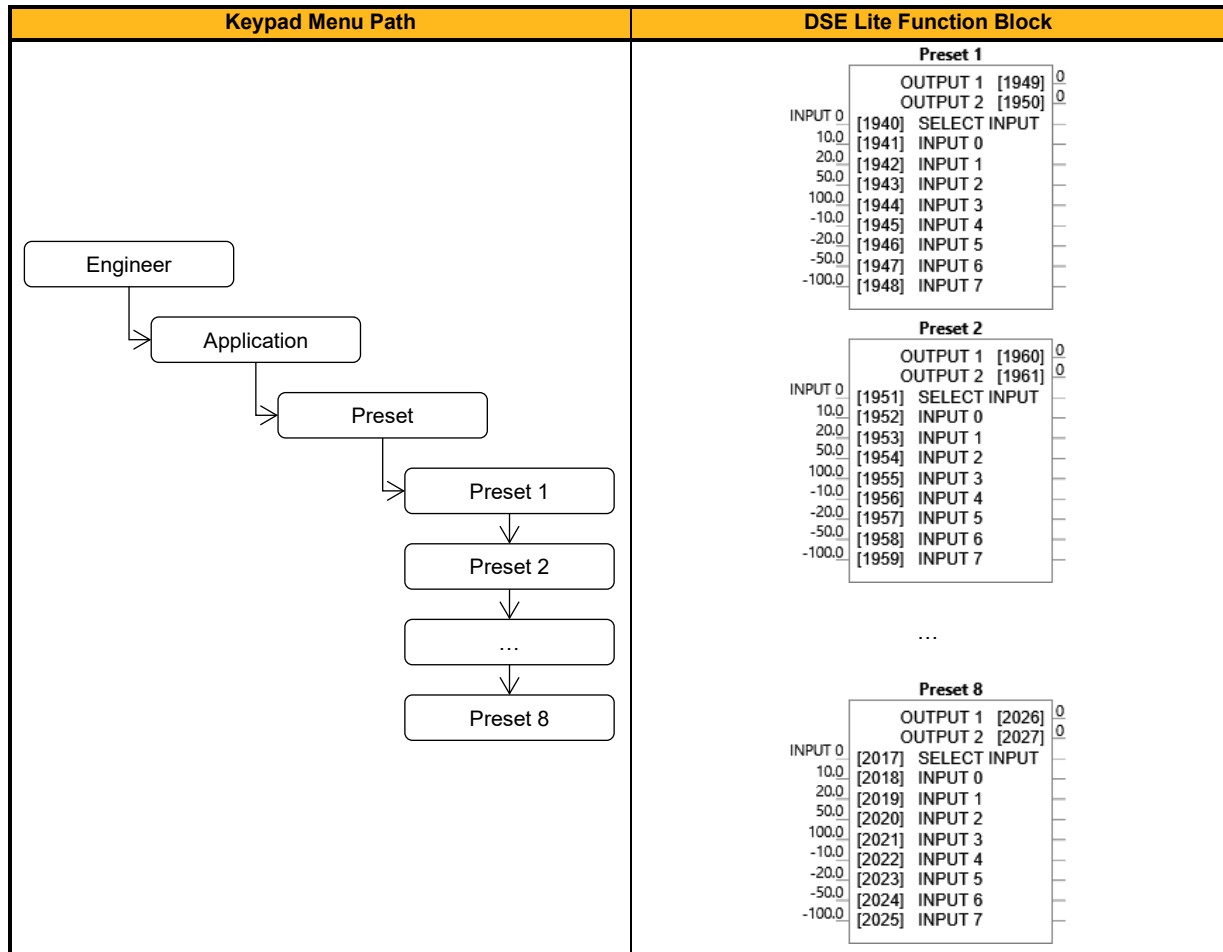 Keypad Menu Path
DSE Lite Function Block
Engineer
Application
Preset
Preset 1
Preset 2
…
Preset 8
Preset 1
OUTPUT 1 [1949] 0
OUTPUT 2 [1950] 0
INPUT 0 [1940] SELECT INPUT
10.0 [1941] INPUT 0
20.0 [1942] INPUT 1
50.0 [1943] INPUT 2
100.0 [1944] INPUT 3
-10.0 [1945] INPUT 4
-20.0 [1946] INPUT 5
-50.0 [1947] INPUT 6
-100.0 [1948] INPUT 7
Preset 2
OUTPUT 1 [1960] 0
OUTPUT 2 [1961] 0
INPUT 0 [1951] SELECT INPUT
10.0 [1952] INPUT 0
20.0 [1953] INPUT 1
50.0 [1954] INPUT 2
100.0 [1955] INPUT 3
-10.0 [1956] INPUT 4
-20.0 [1957] INPUT 5
-50.0 [1958] INPUT 6
-100.0 [1959] INPUT 7
…
Preset 8
OUTPUT 1 [2026] 0
OUTPUT 2 [2027] 0
INPUT 0 [2017] SELECT INPUT
10.0 [2018] INPUT 0
20.0 [2019] INPUT 1
50.0 [2020] INPUT 2
100.0 [2021] INPUT 3
-10.0 [2022] INPUT 4
-20.0 [2023] INPUT 5
-50.0 [2024] INPUT 6
-100.0 [2025] INPUT 7